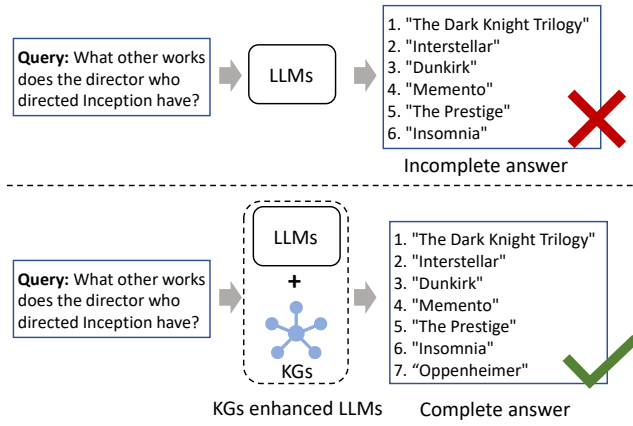 Query: What other works
does the director who
directed Inception have?
LLMs
1. "The Dark Knight Trilogy"
2. "Interstellar"
3. "Dunkirk"
4. "Memento"
5. "The Prestige"
6. "Insomnia"
Incomplete answer
Query: What other works
does the director who
directed Inception have?
LLMs
+
KGs
KGs enhanced LLMs
1. "The Dark Knight Trilogy"
2. "Interstellar"
3. "Dunkirk"
4. "Memento"
5. "The Prestige"
6. "Insomnia"
7. “Oppenheimer"
Complete answer